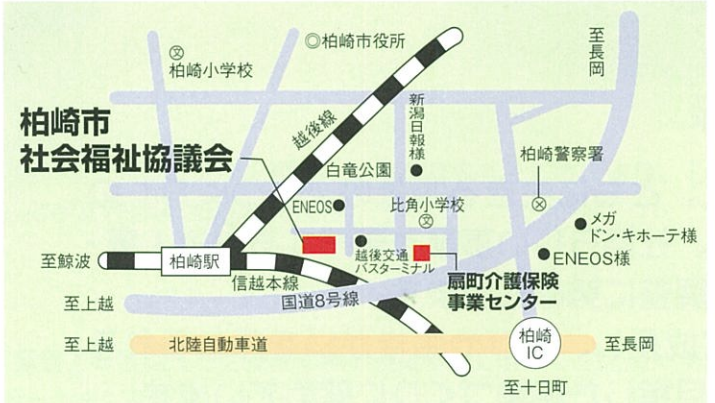 ◎柏崎市役所
柏崎小学校
至長岡
柏崎市
社会福祉協議会
越後線
新潟日報様
白竜公園
柏崎警察署
ENEOS
比角小学校
メガ
ドン・キホーテ様
ENEOS様
越後交通
バスターミナル
至鯨波
柏崎駅
信越本線
扇町介護保険
事業センター
国道8号線
至上越
至上越
北陸自動車道
柏崎
IC
至長岡
至十日町